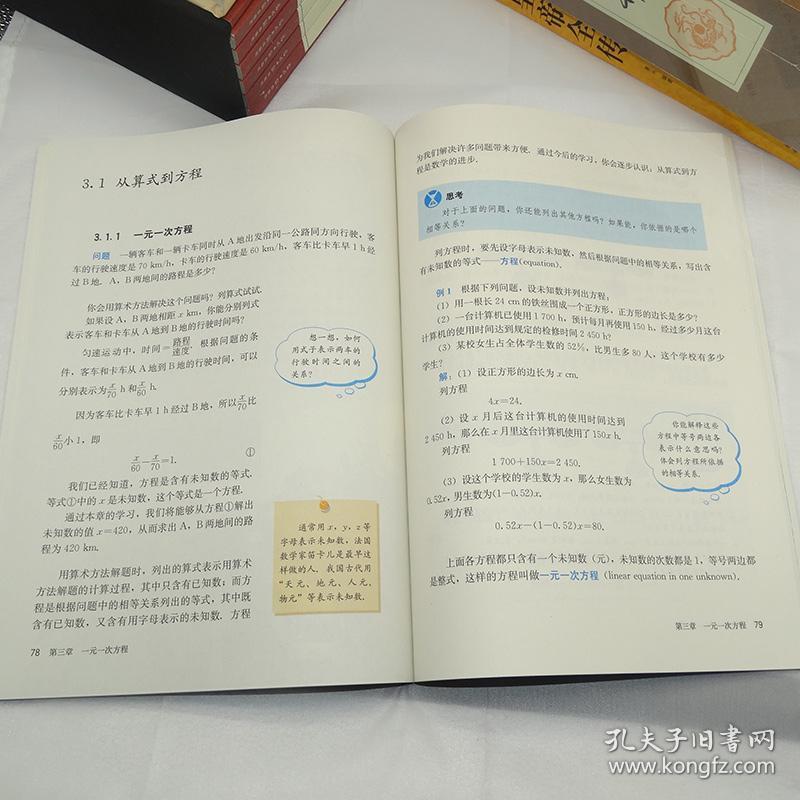 皇帝全传
3.1 从算式到方程
3.1.1 一元一次方程
问题 一辆客车和一辆卡车同时从A地出发沿同一公路同方向行驶,客
车的行驶速度是70 km/h,卡车的行驶速度是60 km/h,客车比卡车早1 h经
过B地.A,B两地间的路程是多少?
你会用算术方法解决这个问题吗?列算式试试.
如果设A,B两地相距x km,你能分别列式
表示客车和卡车从A地到B地的行驶时间吗?
匀速运动中,时间=路程/速度.根据问题的条
件,客车和卡车从A地到B地的行驶时间,可以
分别表示为x/70 h和x/60 h.
因为客车比卡车早1 h经过B地,所以x/70比
x/60小1,即
x/60-x/70=1. ①
我们已经知道,方程是含有未知数的等式.
等式①中的x是未知数,这个等式是一个方程.
通过本章的学习,我们将能够从方程①解出
未知数的值x=420,从而求出A,B两地间的路
程为420 km.
用算术方法解题时,列出的算式表示用算术
方法解题的计算过程,其中只含有已知数;而方
程是根据问题中的相等关系列出的等式,其中既
含有已知数,又含有用字母表示的未知数.方程
想一想,如何
用式子表示两车的
行驶时间之间的
关系?
通常用x,y,z等
字母表示未知数,法国
数学家笛卡儿是最早这
样做的人.我国古代用
“天元、地元、人元、
物元”等表示未知数.
78 第三章 一元一次方程
为我们解决许多问题带来方便.通过今后的学习,你会逐步认识:从算式到方
程是数学的进步.
思考
对于上面的问题,你还能列出其他方程吗?如果能,你依据的是哪个
相等关系?
列方程时,要先设字母表示未知数,然后根据问题中的相等关系,写出含
有未知数的等式——方程(equation).
例1 根据下列问题,设未知数并列出方程:
(1)用一根长24 cm的铁丝围成一个正方形,正方形的边长是多少?
(2)一台计算机已使用1 700 h,预计每月再使用150 h,经过多少月这台
计算机的使用时间达到规定的检修时间2 450 h?
(3)某校女生占全体学生数的52%,比男生多80人,这个学校有多少
学生?
解:(1)设正方形的边长为x cm.
列方程
4x=24.
(2)设x月后这台计算机的使用时间达到
2 450 h,那么在x月里这台计算机使用了150x h.
列方程
1 700+150x=2 450.
(3)设这个学校的学生数为x,那么女生数为
0.52x,男生数为(1-0.52)x.
列方程
0.52x-(1-0.52)x=80.
你能解释这些
方程中等号两边各
表示什么意思吗?
体会列方程所依据
的相等关系.
上面各方程都只含有一个未知数(元),未知数的次数都是1,等号两边都
是整式,这样的方程叫做一元一次方程(linear equation in one unknown).
第三章 一元一次方程 79
孔夫子旧书网
www.kongfz.com